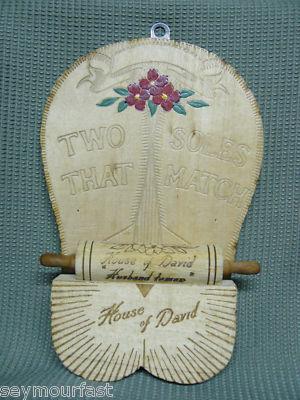 TWO SOLES
THAT MATCH
House of David
"Husband Tamer"
House
of David
seymourfast